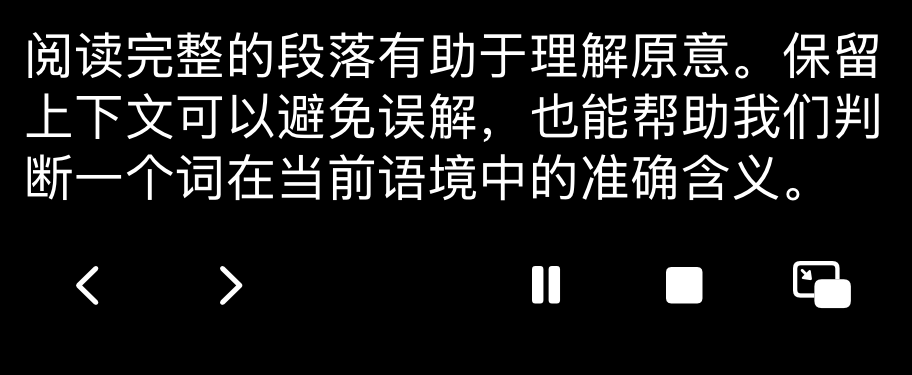 阅读完整的段落有助于理解原意。保留
上下文可以避免误解，也能帮助我们判
断一个词在当前语境中的准确含义。